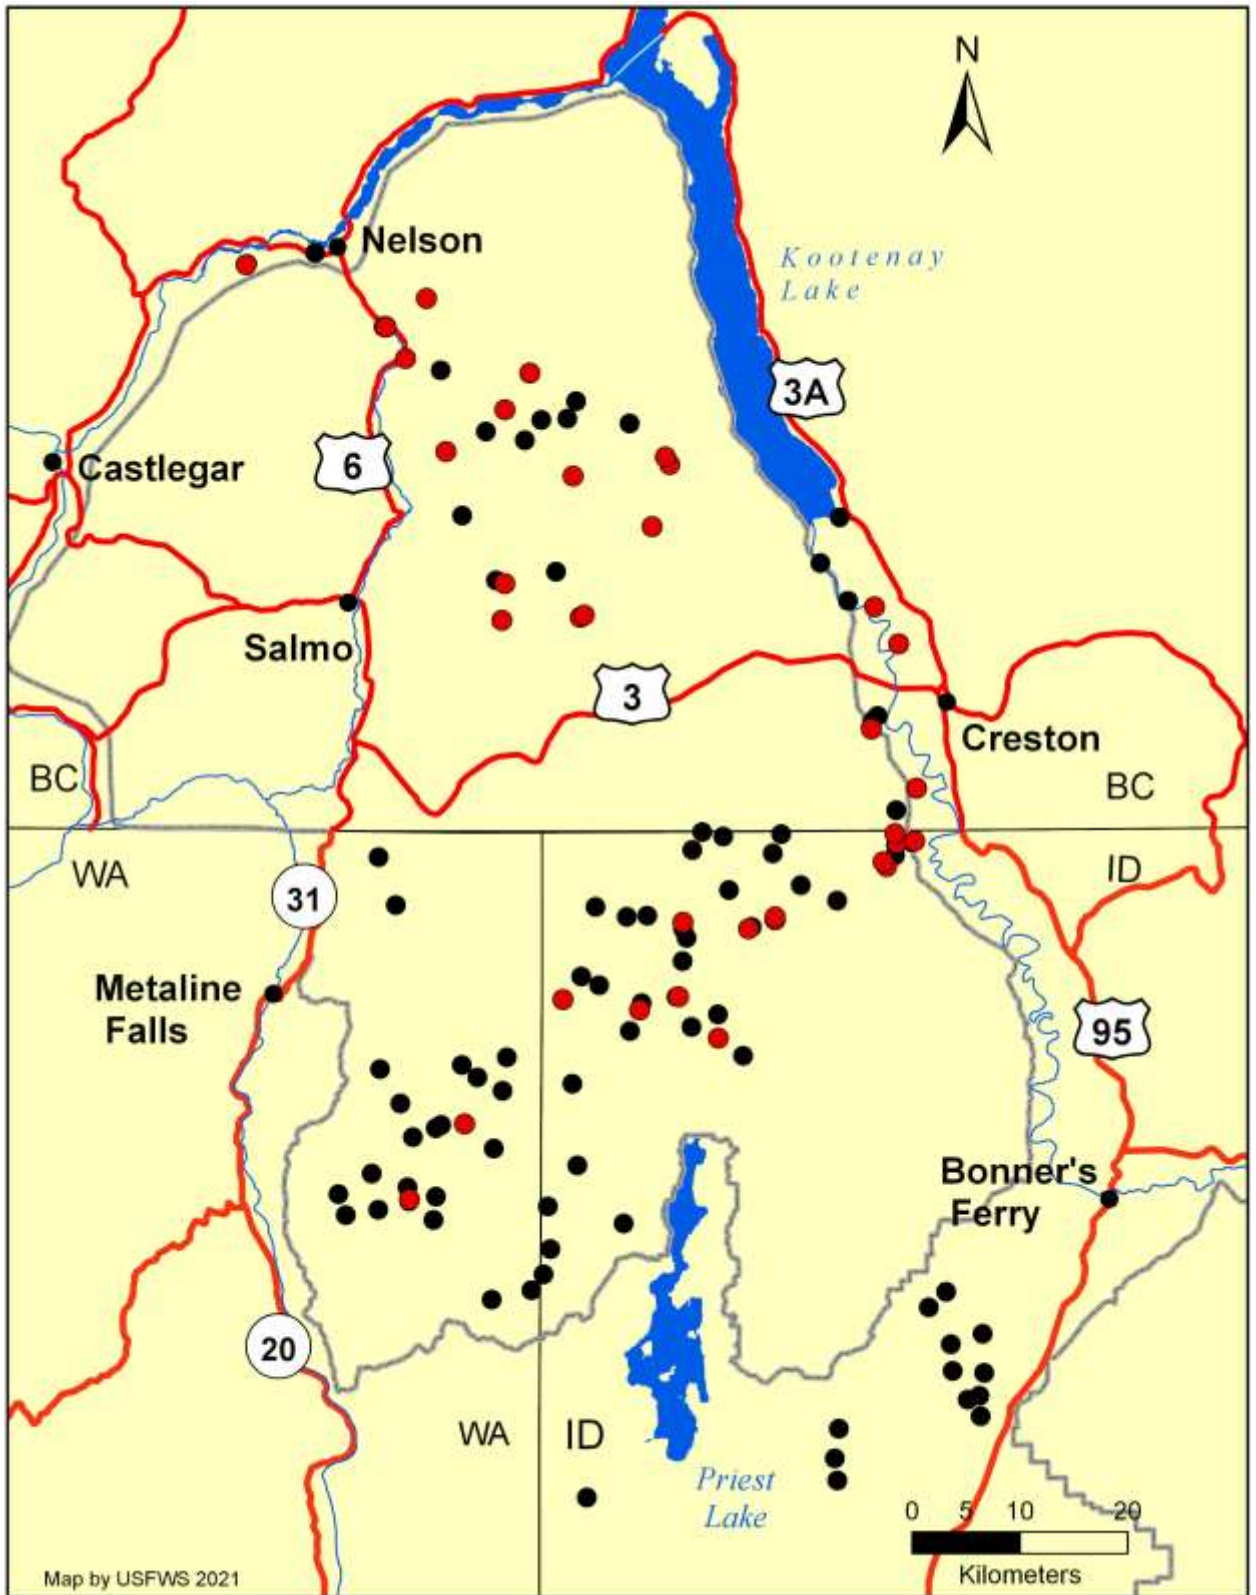 N
Nelson
Kootenay
Lake
3A
6
Castlegar
Salmo
3
Creston
BC
BC
WA
ID
31
Metaline
Falls
95
Bonner's
Ferry
20
WA
ID
Priest
Lake
0 5 10 20
Kilometers
Map by USFWS 2021